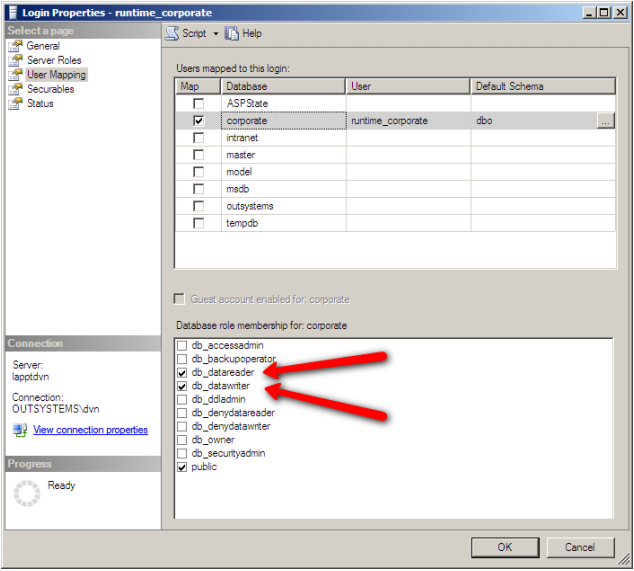 Login Properties - runtime_corporate
Select a page
General
Server Roles
User Mapping
Securables
Status
Script Help
Users mapped to this login:
Map Database User Default Schema
ASPState
corporate runtime_corporate dbo ...
intranet
master
model
msdb
outsystems
tempdb
Guest account enabled for: corporate
Database role membership for: corporate
db_accessadmin
db_backupoperator
db_datareader
db_datawriter
db_ddladmin
db_denydatareader
db_denydatawriter
db_owner
db_securityadmin
public
Connection
Server:
lapptdvn
Connection:
OUTSYSTEMS\dvn
View connection properties
Progress
Ready
OK Cancel